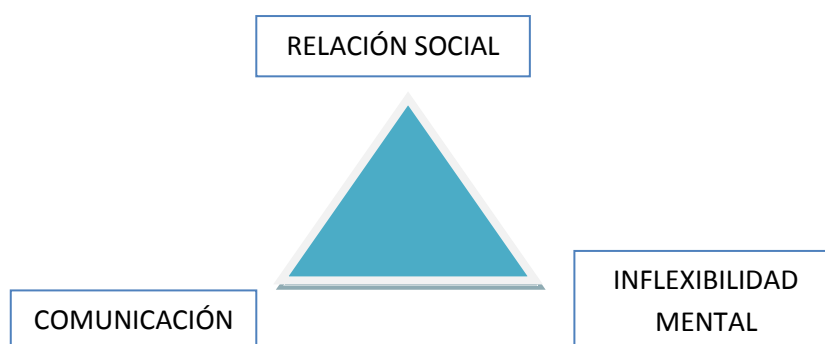 RELACIÓN SOCIAL
COMUNICACIÓN
INFLEXIBILIDAD
MENTAL